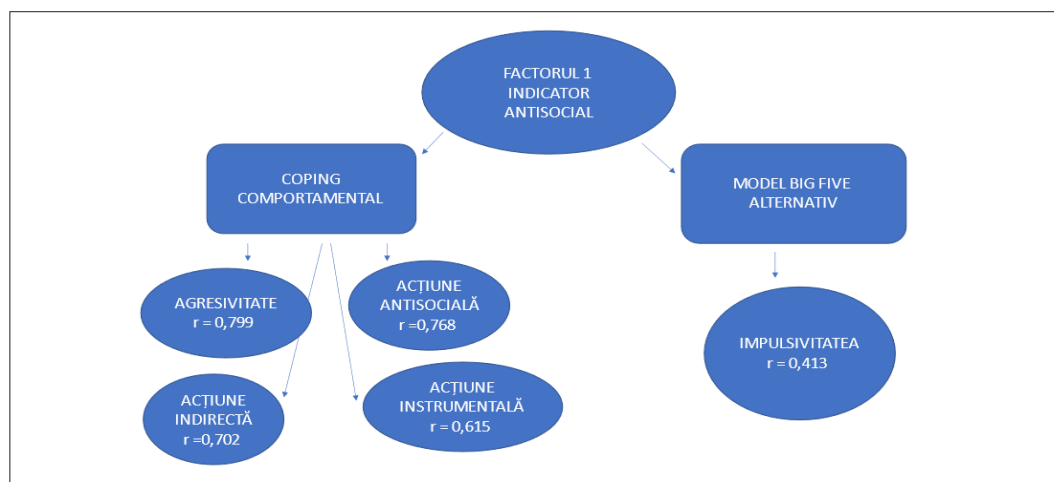 FACTORUL 1
INDICATOR
ANTISOCIAL
COPING
COMPORTAMENTAL
MODEL BIG FIVE
ALTERNATIV
AGRESIVITATE
r = 0,799
ACȚIUNE
ANTISOCIALĂ
r =0,768
ACȚIUNE
INDIRECTĂ
r =0,702
ACȚIUNE
INSTRUMENTALĂ
r = 0,615
IMPULSIVITATEA
r = 0,413